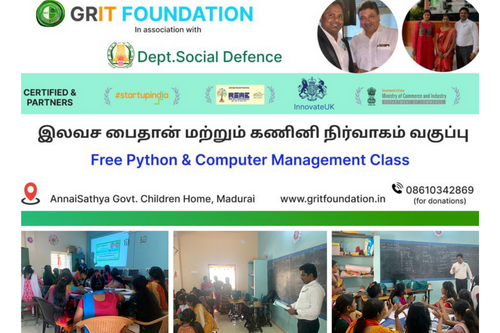 GRIT FOUNDATION
In association with
Dept.Social Defence
CERTIFIED &
PARTNERS
#startupindia
InnovateUK
Ministry of Commerce and Industry
இலவச பைதான் மற்றும் கணினி நிர்வாகம் வகுப்பு
Free Python & Computer Management Class
AnnaiSathya Govt. Children Home, Madurai
www.gritfoundation.in
08610342869
(for donations)